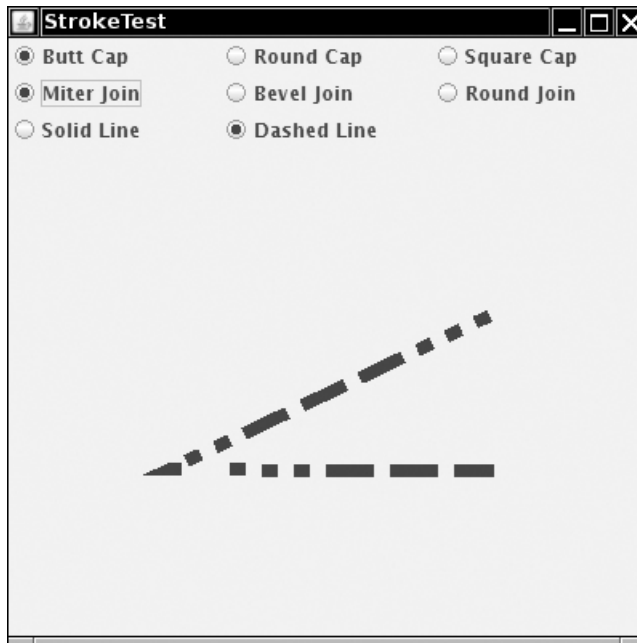 StrokeTest
Butt Cap Round Cap Square Cap
Miter Join Bevel Join Round Join
Solid Line Dashed Line